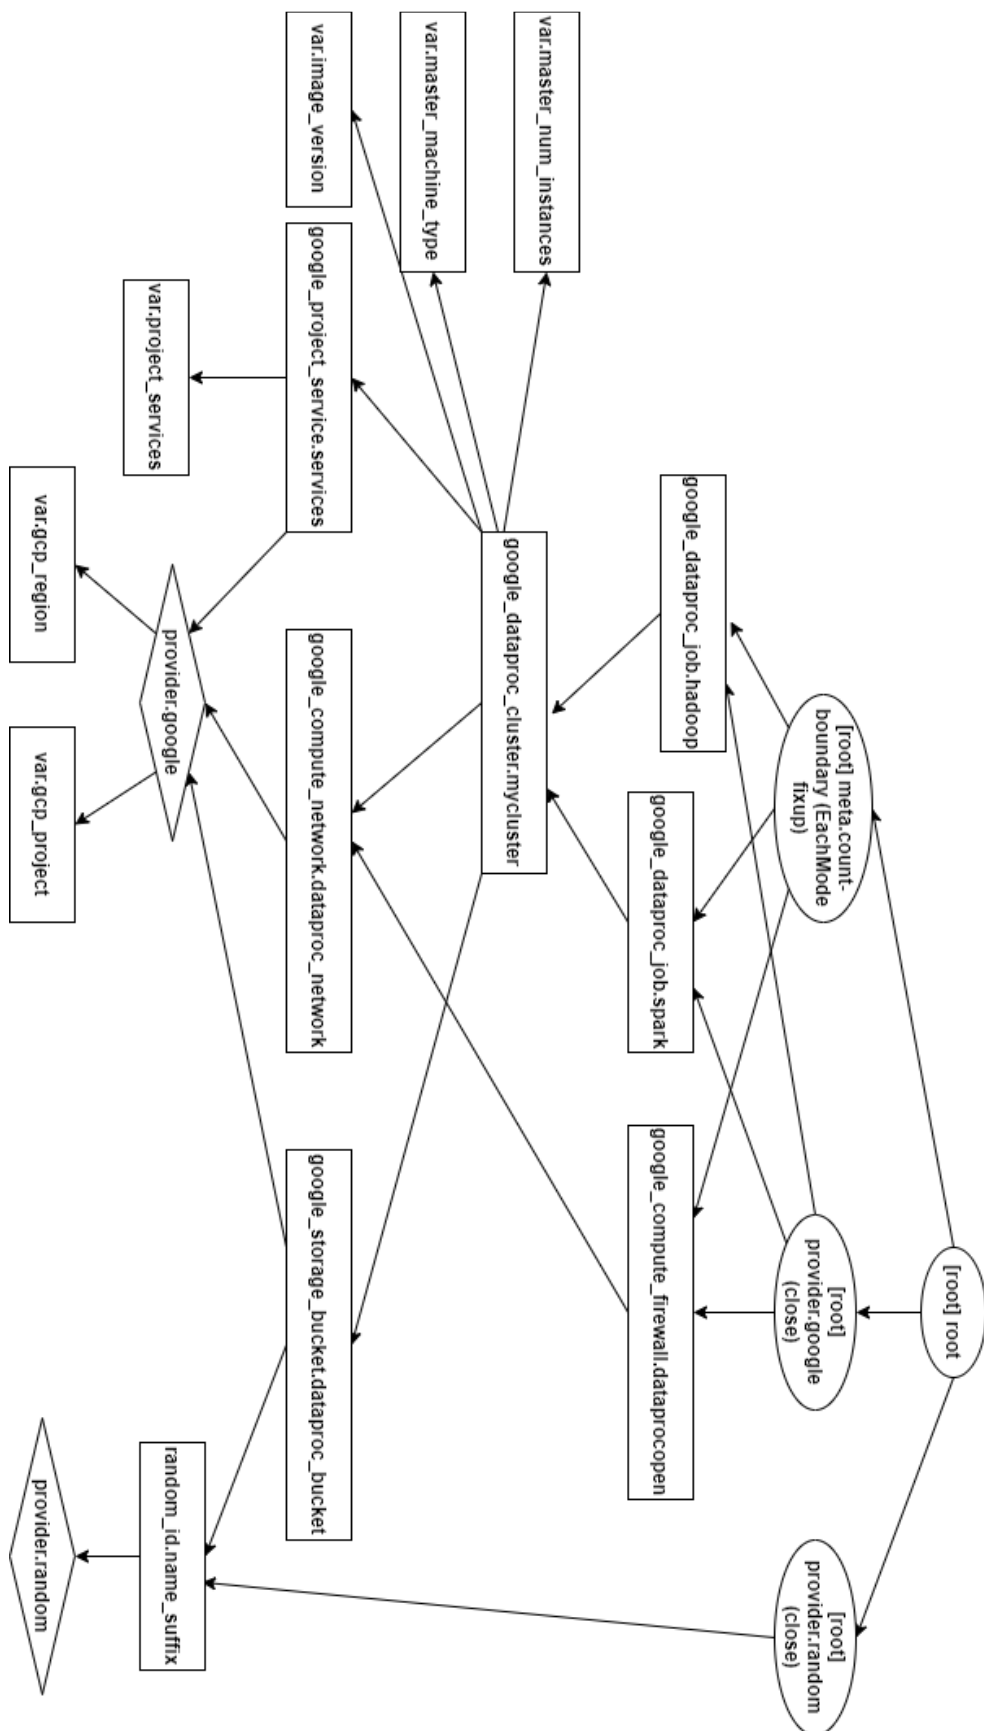 [root] root
[root] meta.count-
boundary (EachMode
fixup)
[root]
provider.google
(close)
[root]
provider.random
(close)
google_dataproc_job.hadoop
google_dataproc_job.spark
google_compute_firewall.dataprocopen
var.master_num_instances
google_dataproc_cluster.mycluster
var.master_machine_type
var.image_version
google_project_service.services
google_compute_network.dataproc_network
google_storage_bucket.dataproc_bucket
var.project_services
provider.google
random_id.name_suffix
var.gcp_region
var.gcp_project
provider.random